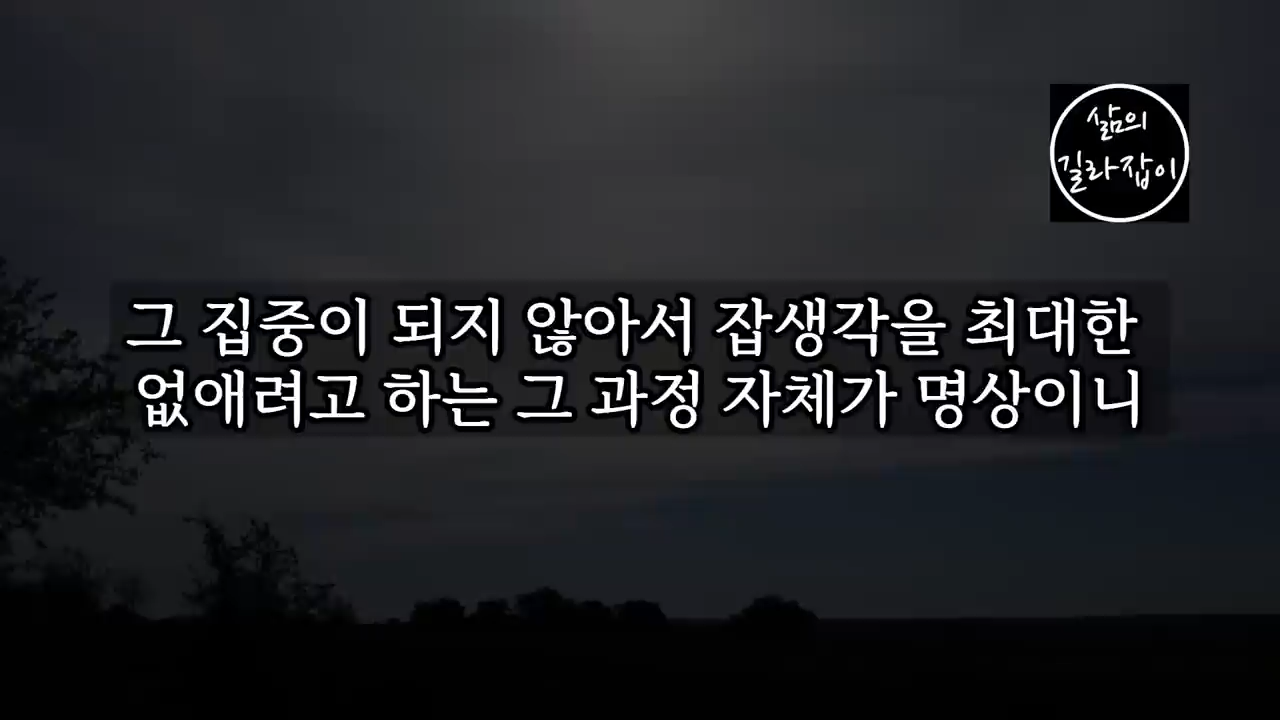 삶의
길라잡이
그 집중이 되지 않아서 잡생각을 최대한
없애려고 하는 그 과정 자체가 명상이니